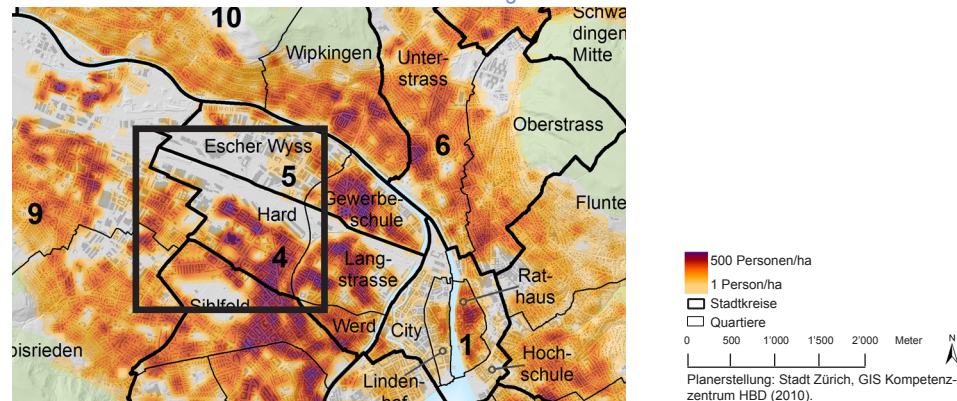 10
Schwa
dingen
Mitte
Wipkingen
Unter-
strass
Oberstrass
6
Escher Wyss
5
9
Hard
Gewerbe-
schule
Flunte
4
Lang-
strasse
Sihlfeld
Rat-
haus
Werd
City
1
bisrieden
Linden-
hof
Hoch-
schule
500 Personen/ha
1 Person/ha
Stadtkreise
Quartiere
0 500 1'000 1'500 2'000 Meter N
Planerstellung: Stadt Zürich, GIS Kompetenz-
zentrum HBD (2010).